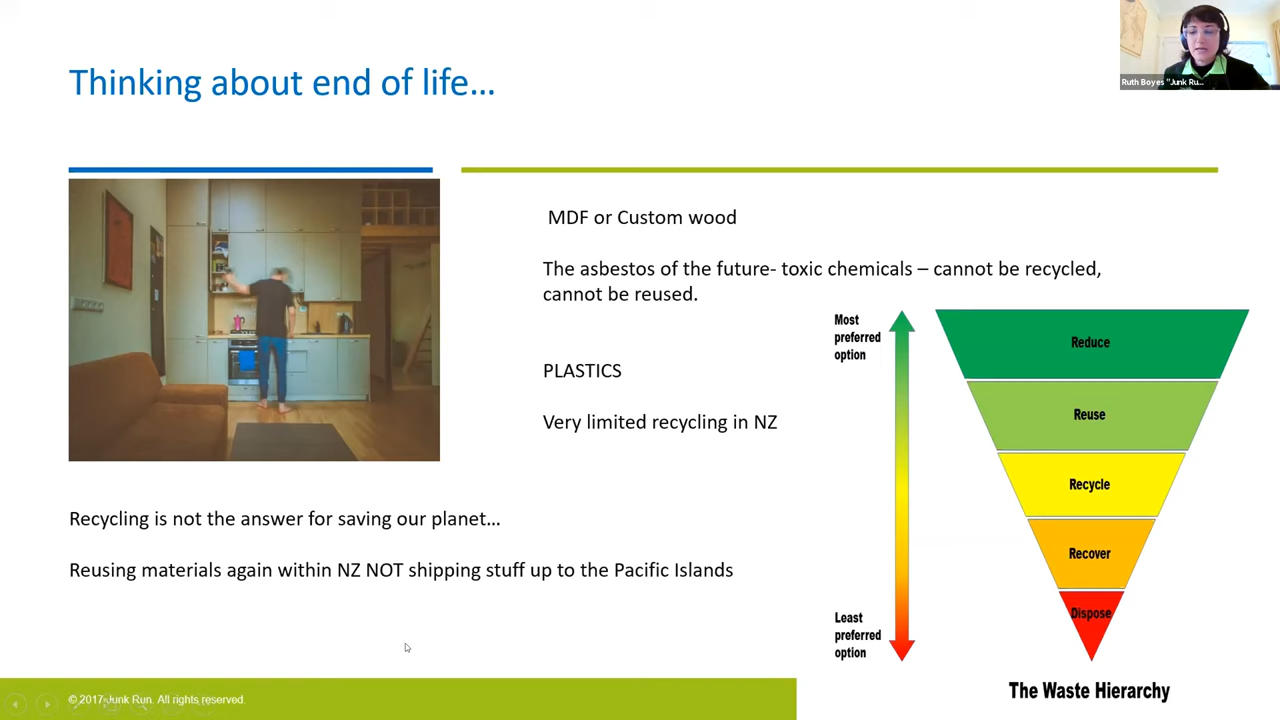 Thinking about end of life...
Ruth Boyes "Junk Ru...
MDF or Custom wood
The asbestos of the future- toxic chemicals – cannot be recycled,
cannot be reused.
PLASTICS
Very limited recycling in NZ
Recycling is not the answer for saving our planet...
Reusing materials again within NZ NOT shipping stuff up to the Pacific Islands
Most
preferred
option
Least
preferred
option
Reduce
Reuse
Recycle
Recover
Dispose
The Waste Hierarchy
© 2017 Junk Run. All rights reserved.